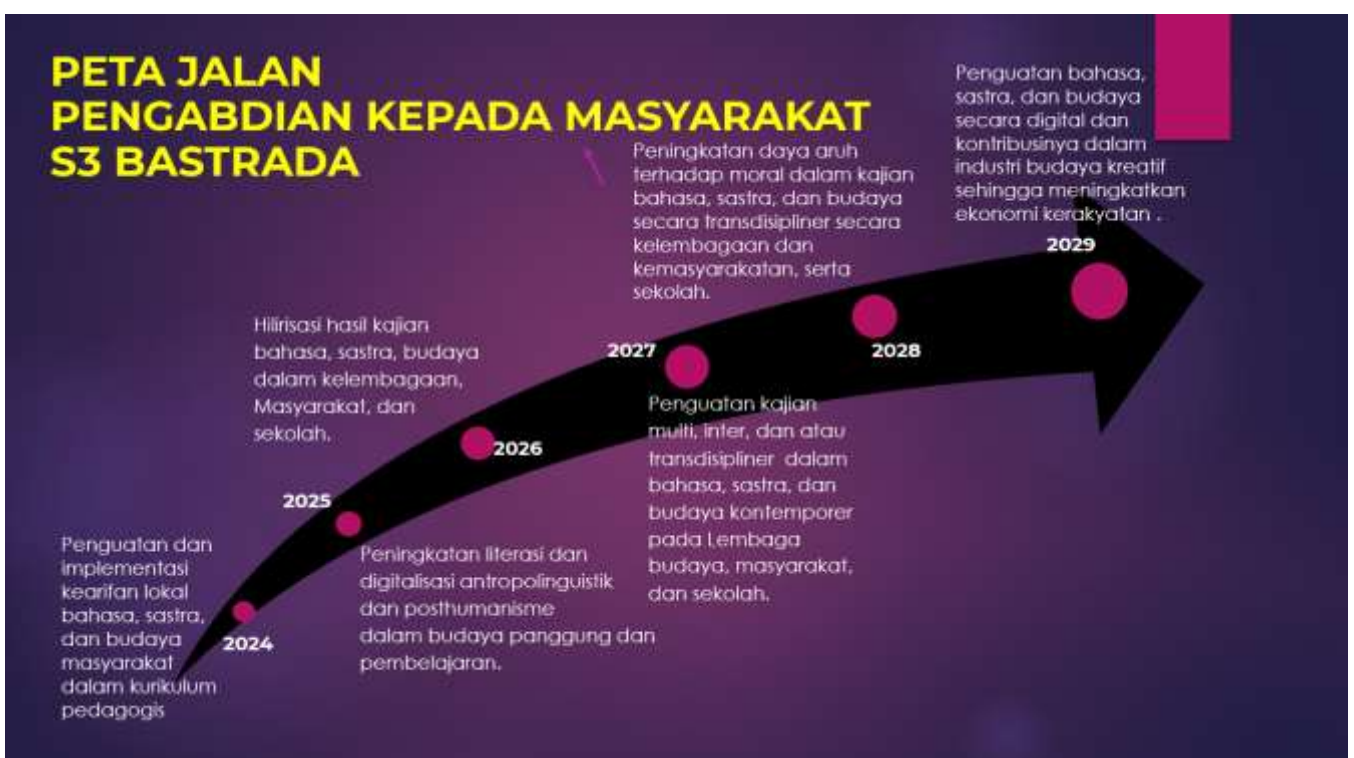 PETA JALAN
PENGABDIAN KEPADA MASYARAKAT
S3 BASTRADA
Penguatan dan
implementasi
kearifan lokal
bahasa, sastra,
dan budaya
masyarakat
dalam kurikulum
pedagogis
2024
2025
Peningkatan literasi dan
digitalisasi antropolinguistik
dan posthumanisme
dalam budaya panggung dan
pembelajaran.
Hilirisasi hasil kajian
bahasa, sastra, budaya
dalam kelembagaan,
Masyarakat, dan
sekolah.
2026
2027
Penguatan kajian
multi, inter, dan atau
transdisipliner dalam
bahasa, sastra, dan
budaya kontemporer
pada Lembaga
budaya, masyarakat,
dan sekolah.
Peningkatan daya aruh
terhadap moral dalam kajian
bahasa, sastra, dan budaya
secara transdisipliner secara
kelembagaan dan
kemasyarakatan, serta
sekolah.
2028
Penguatan bahasa,
sastra, dan budaya
secara digital dan
kontribusinya dalam
industri budaya kreatif
sehingga meningkatkan
ekonomi kerakyatan .
2029